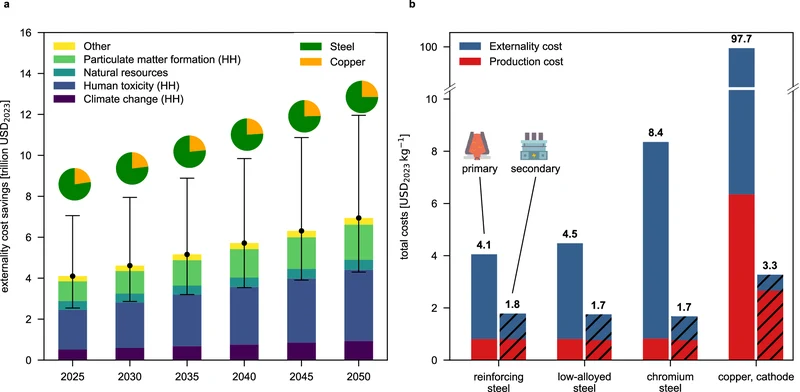 a
externality cost savings [trillion USD2023]
16
14
12
10
8
6
4
2
0
Other
Particulate matter formation (HH)
Natural resources
Human toxicity (HH)
Climate change (HH)
Steel
Copper
2025
2030
2035
2040
2045
2050
b
total costs [USD2023 kg−1]
100
10
8
6
4
2
0
Externality cost
Production cost
primary
secondary
4.1
1.8
4.5
1.7
8.4
1.7
97.7
3.3
reinforcing
steel
low-alloyed
steel
chromium
steel
copper, cathode